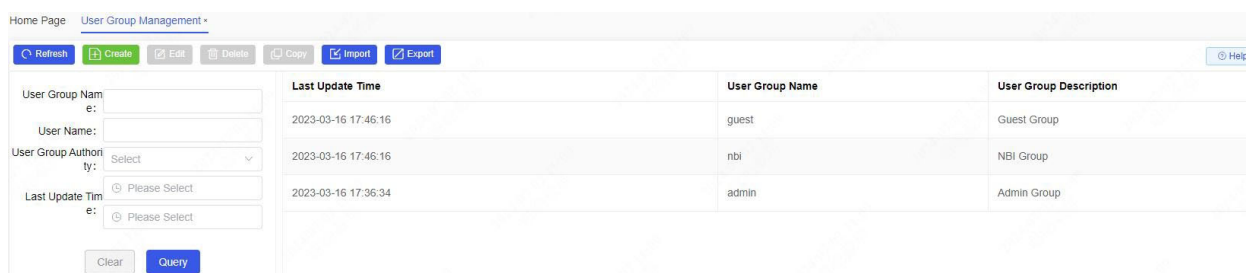 Home Page User Group Management ×
Refresh Create Edit Delete Copy Import Export Help
User Group Nam
e:
User Name:
User Group Authori
ty:
Select
Last Update Tim
e:
Please Select
Please Select
Clear Query
Last Update Time User Group Name User Group Description
2023-03-16 17:46:16 guest Guest Group
2023-03-16 17:46:16 nbi NBI Group
2023-03-16 17:36:34 admin Admin Group